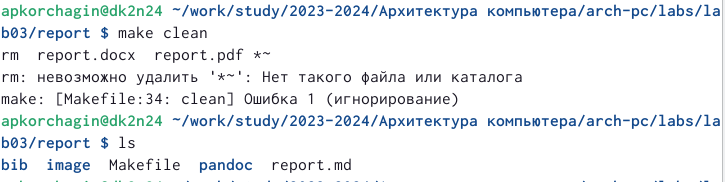 apkorchagin@dk2n24 ~/work/study/2023-2024/Архитектура компьютера/arch-pc/labs/la
b03/report $ make clean
rm  report.docx  report.pdf *~
rm: невозможно удалить '*~': Нет такого файла или каталога
make: [Makefile:34: clean] Ошибка 1 (игнорирование)
apkorchagin@dk2n24 ~/work/study/2023-2024/Архитектура компьютера/arch-pc/labs/la
b03/report $ ls
bib  image  Makefile  pandoc  report.md